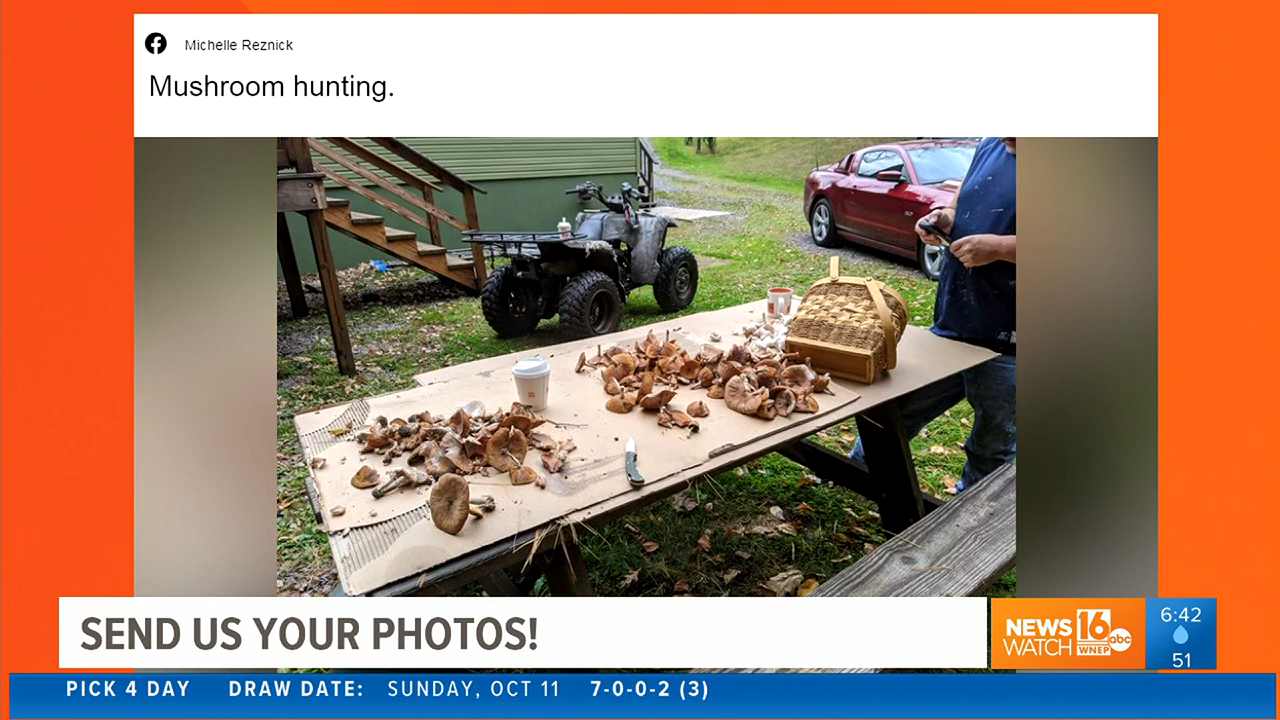 Michelle Reznick
Mushroom hunting.
SEND US YOUR PHOTOS!
NEWS
WATCH
16
WNEP
abc
6:42
51
PICK 4 DAY DRAW DATE: SUNDAY, OCT 11 7-0-0-2 (3)